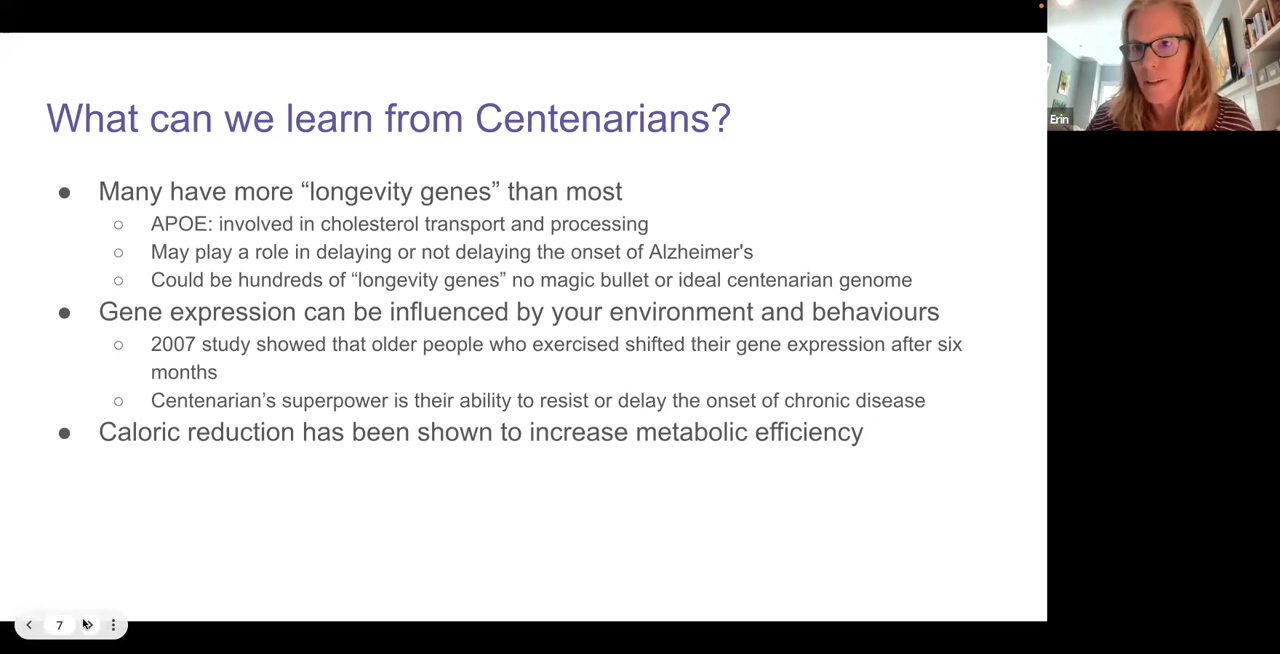 What can we learn from Centenarians?
Erin
● Many have more “longevity genes” than most
○ APOE: involved in cholesterol transport and processing
○ May play a role in delaying or not delaying the onset of Alzheimer's
○ Could be hundreds of “longevity genes” no magic bullet or ideal centenarian genome
● Gene expression can be influenced by your environment and behaviours
○ 2007 study showed that older people who exercised shifted their gene expression after six
months
○ Centenarian’s superpower is their ability to resist or delay the onset of chronic disease
● Caloric reduction has been shown to increase metabolic efficiency
7